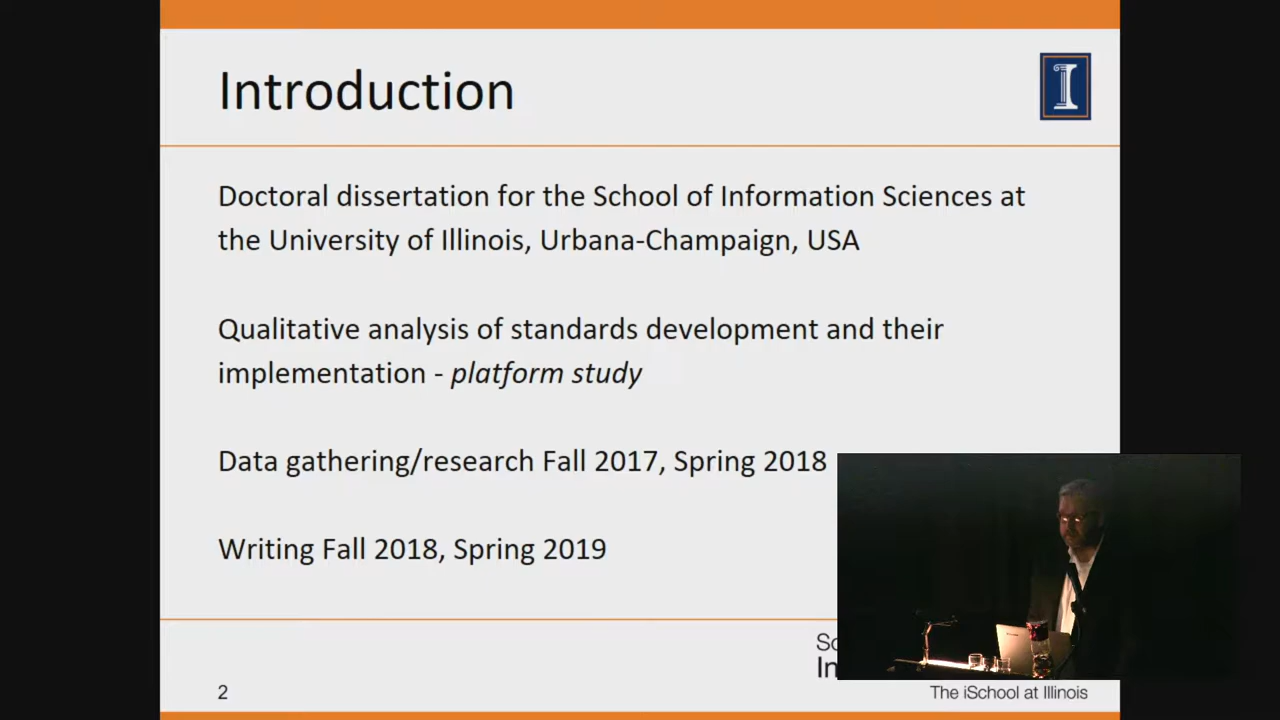 Introduction
I
Doctoral dissertation for the School of Information Sciences at
the University of Illinois, Urbana-Champaign, USA
Qualitative analysis of standards development and their
implementation - platform study
Data gathering/research Fall 2017, Spring 2018
Writing Fall 2018, Spring 2019
2
The iSchool at Illinois